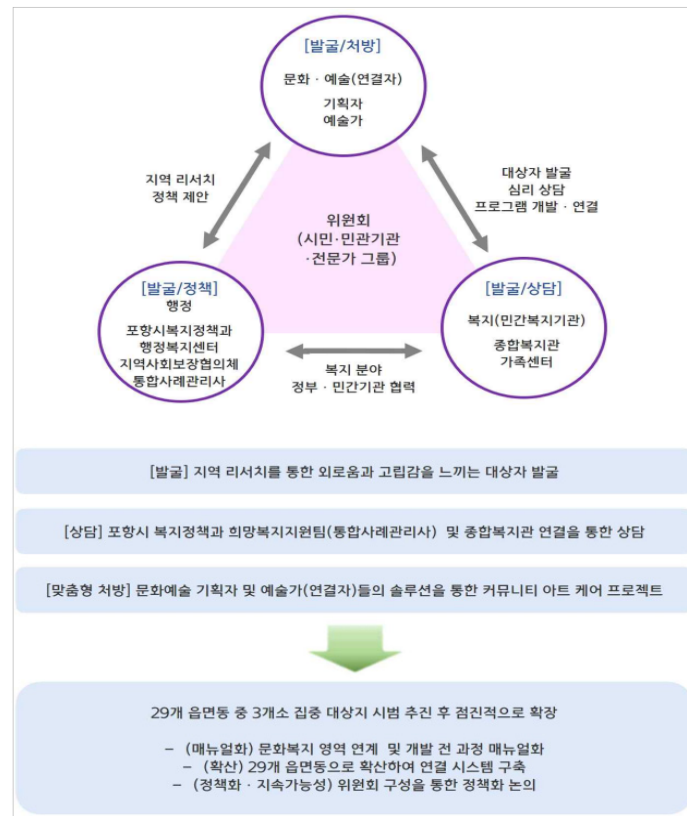 [발굴/처방]
문화 · 예술(연결자)
기획자
예술가
지역 리서치
정책 제안
대상자 발굴
심리 상담
프로그램 개발 · 연결
위원회
(시민·민관기관
·전문가 그룹)
[발굴/정책]
행정
포항시복지정책과
행정복지센터
지역사회보장협의체
통합사례관리사
[발굴/상담]
복지(민간복지기관)
종합복지관
가족센터
복지 분야
정부 · 민간기관 협력
[발굴] 지역 리서치를 통한 외로움과 고립감을 느끼는 대상자 발굴
[상담] 포항시 복지정책과 희망복지지원팀(통합사례관리사) 및 종합복지관 연결을 통한 상담
[맞춤형 처방] 문화예술 기획자 및 예술가(연결자)들의 솔루션을 통한 커뮤니티 아트 케어 프로젝트
29개 읍면동 중 3개소 집중 대상지 시범 추진 후 점진적으로 확장
– (매뉴얼화) 문화복지 영역 연계 및 개발 전 과정 매뉴얼화
– (확산) 29개 읍면동으로 확산하여 연결 시스템 구축
– (정책화 · 지속가능성) 위원회 구성을 통한 정책화 논의